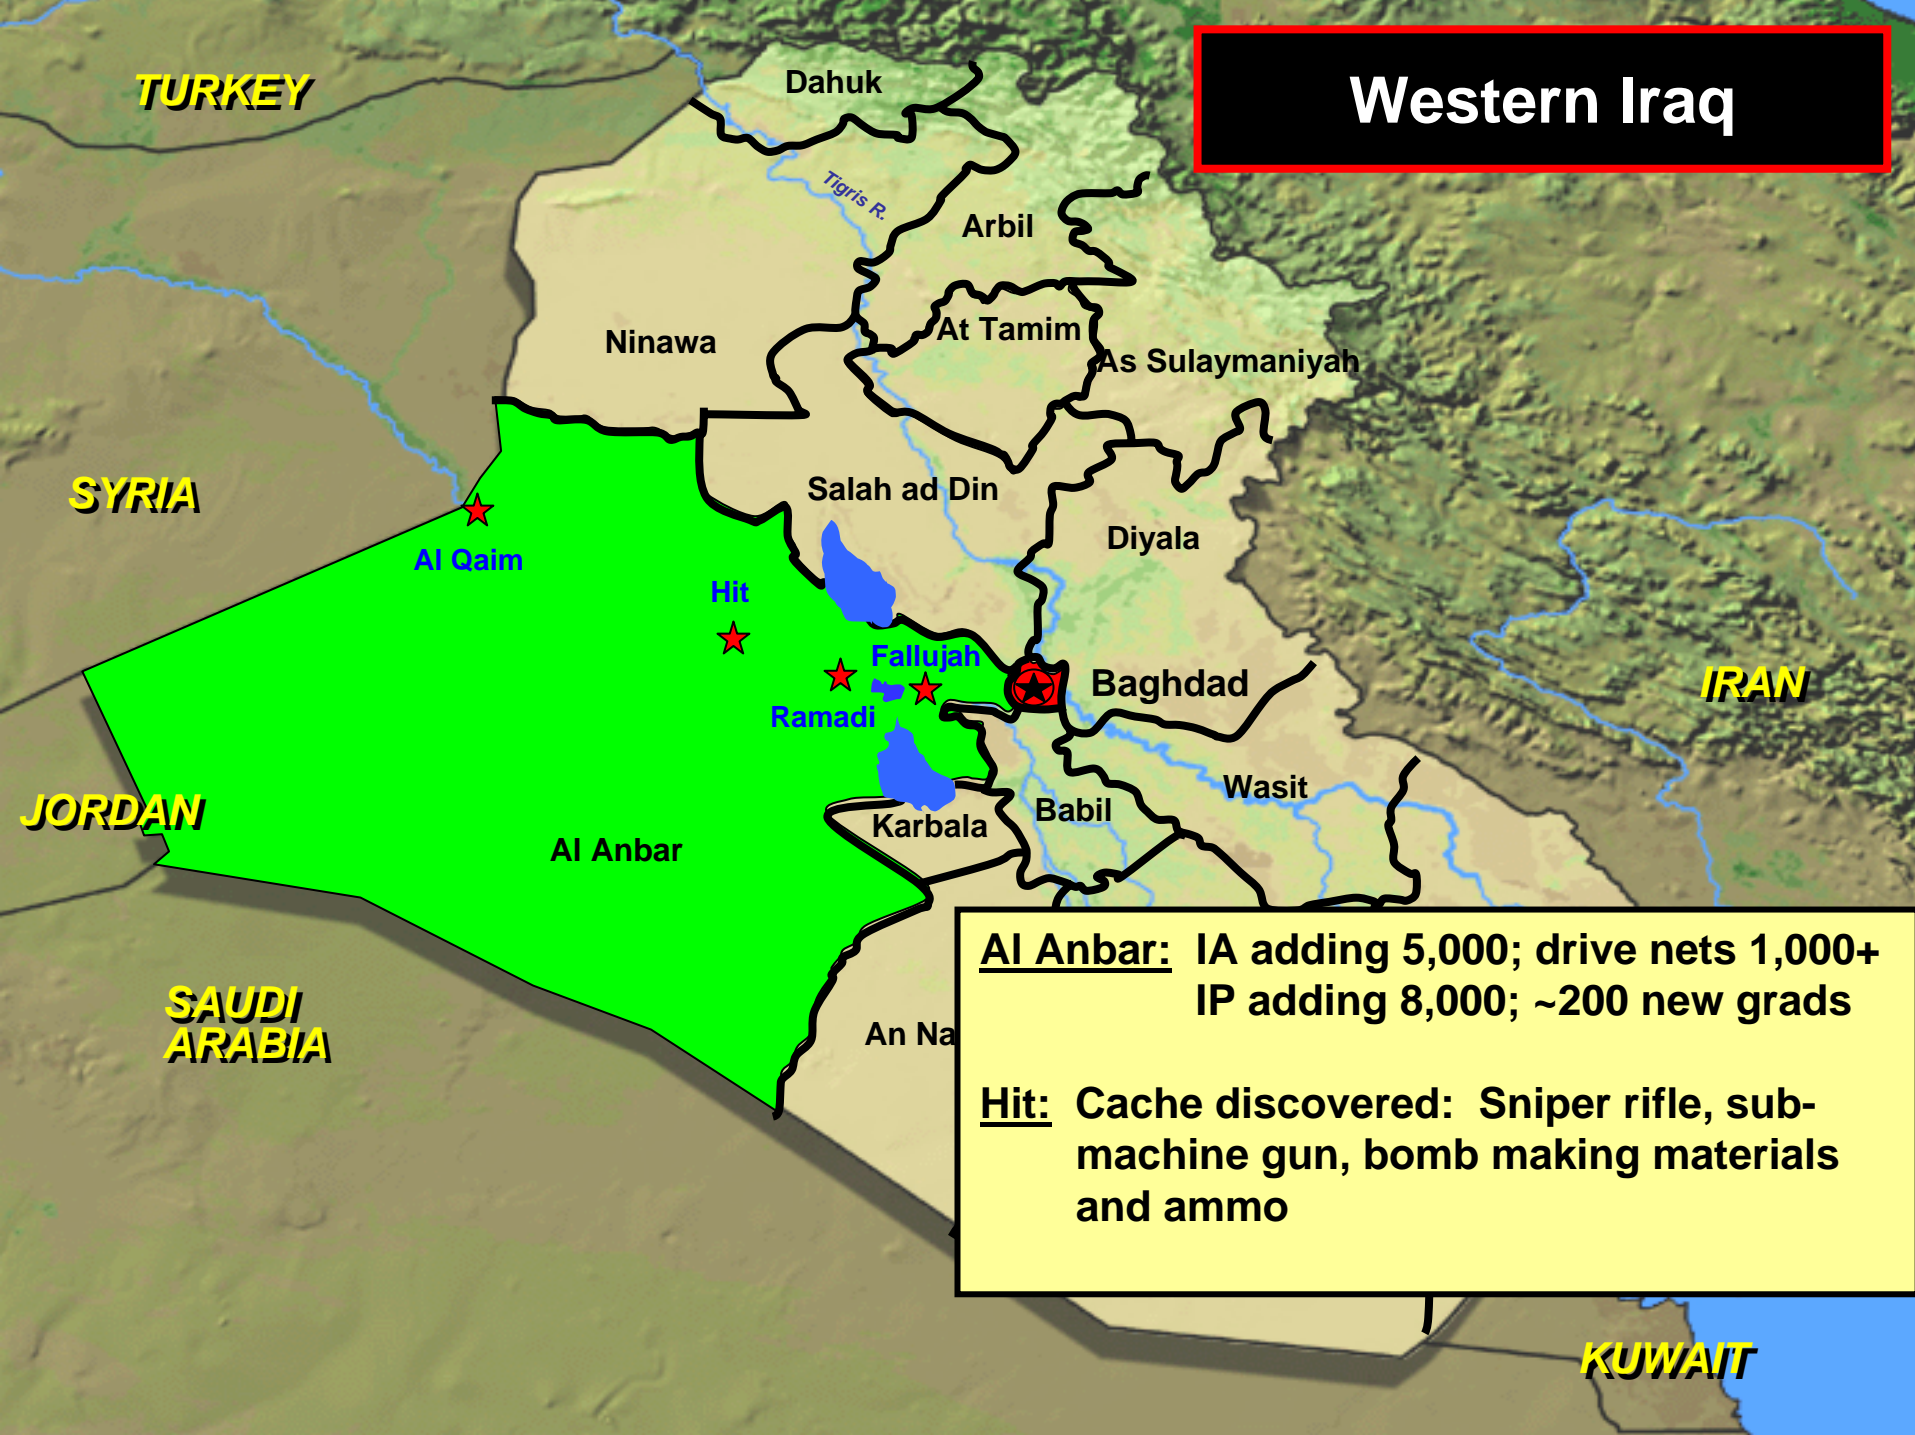 Western Iraq
TURKEY
Dahuk
Tigris R.
Arbil
Ninawa
At Tamim
As Sulaymaniyah
SYRIA
Salah ad Din
Diyala
Al Qaim
Hit
Fallujah
Baghdad
IRAN
Ramadi
Wasit
JORDAN
Babil
Karbala
Al Anbar
SAUDI
ARABIA
An Na
Al Anbar: IA adding 5,000; drive nets 1,000+
IP adding 8,000; ~200 new grads
Hit: Cache discovered: Sniper rifle, sub-
machine gun, bomb making materials
and ammo
KUWAIT